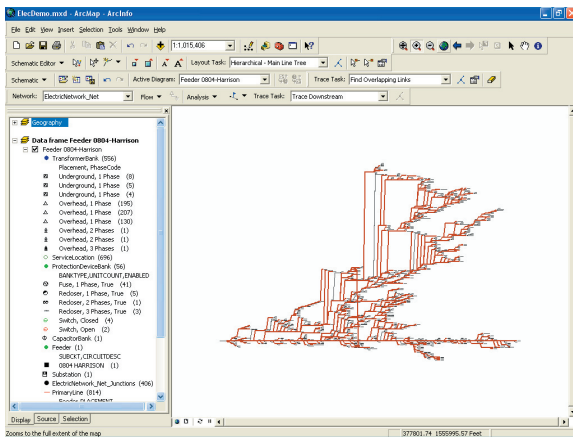 ElecDemo.mxd - ArcMap - ArcInfo
File Edit View Insert Selection Tools Window Help
1:1,015,406
Schematic Editor Layout Task: Hierarchical - Main Line Tree
Schematic Active Diagram: Feeder 0804-Harrison Trace Task: Find Overlapping Links
Network: ElectricNetwork_Net Flow Analysis Trace Task: Trace Downstream
Geography
Data frame Feeder 0804-Harrison
Feeder 0804-Harrison
TransformerBank (556)
Placement, PhaseCode
Underground, 1 Phase (8)
Underground, 1 Phase (5)
Underground, 1 Phase (4)
Overhead, 1 Phase (195)
Overhead, 1 Phase (207)
Overhead, 1 Phase (130)
Overhead, 2 Phases (1)
Overhead, 2 Phases (1)
Overhead, 3 Phases (1)
ServiceLocation (696)
ProtectionDeviceBank (56)
BANKTYPE,UNITCOUNT,ENABLED
Fuse, 1 Phase, True (41)
Recloser, 1 Phase, True (5)
Recloser, 2 Phases, True (1)
Recloser, 3 Phases, True (3)
Switch, Closed (4)
Switch, Open (2)
CapacitorBank (1)
Feeder (1)
SUBCKT,CIRCUITDESC
0804 HARRISON (1)
Substation (1)
ElectricNetwork_Net_Junctions (406)
PrimaryLine (814)
Feeder,PLACEMENT
Display Source Selection
Zooms to the full extent of the map 377801.74 1555995.57 Feet